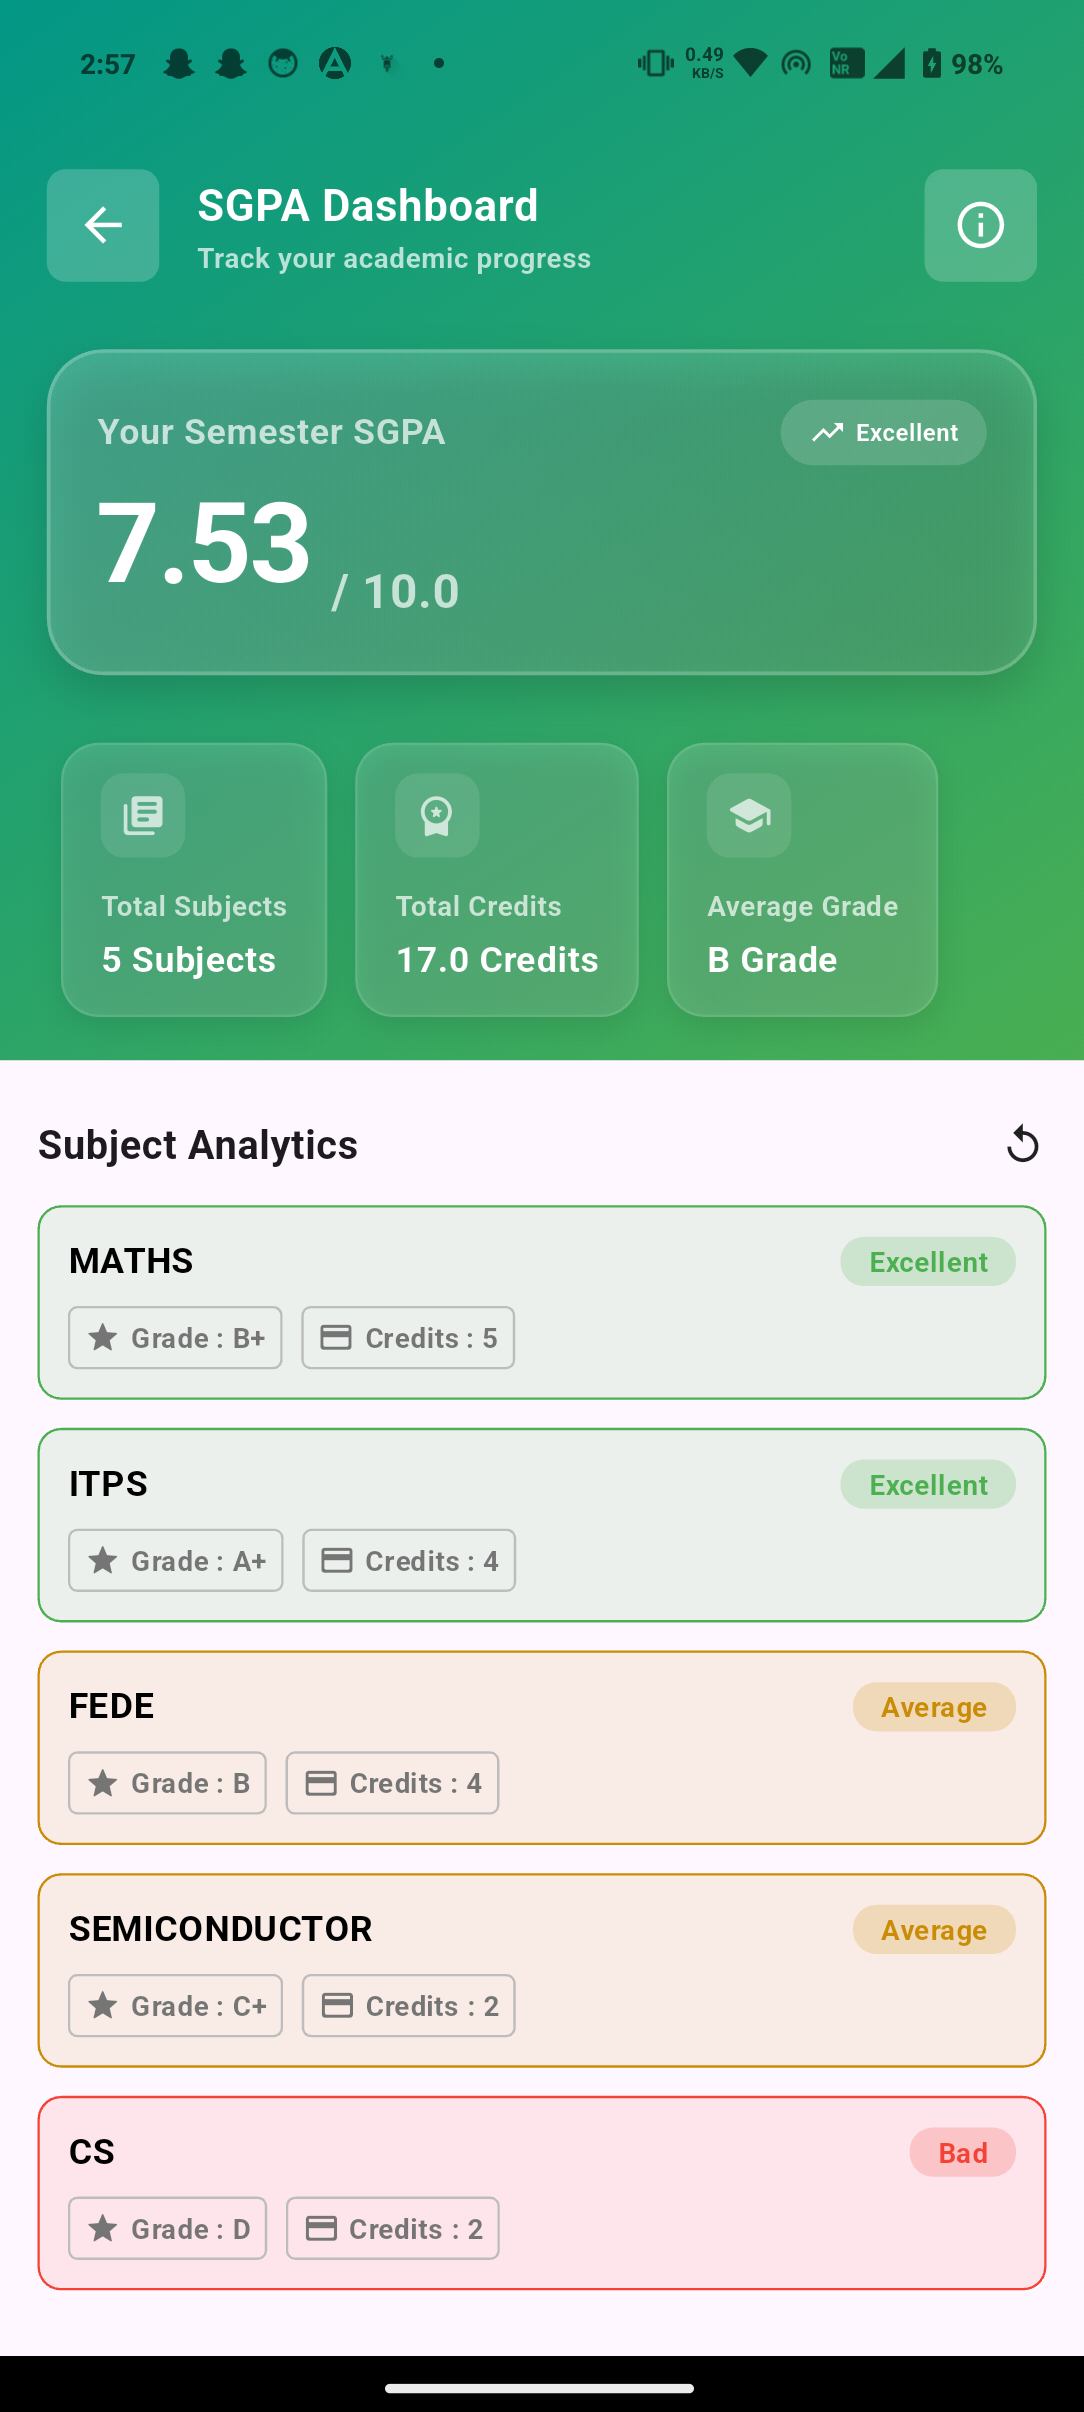 2:57
0.49
KB/S
Vo
NR
98%
SGPA Dashboard
Track your academic progress
Your Semester SGPA
Excellent
7.53 / 10.0
Total Subjects
5 Subjects
Total Credits
17.0 Credits
Average Grade
B Grade
Subject Analytics
MATHS
Excellent
Grade : B+
Credits : 5
ITPS
Excellent
Grade : A+
Credits : 4
FEDE
Average
Grade : B
Credits : 4
SEMICONDUCTOR
Average
Grade : C+
Credits : 2
CS
Bad
Grade : D
Credits : 2